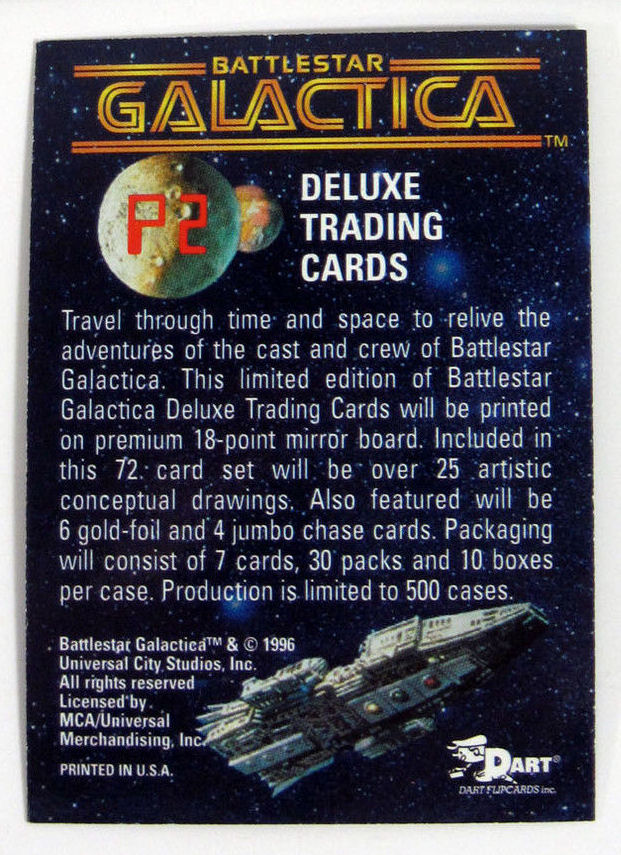 BATTLESTAR
GALACTICA
TM
P2
DELUXE
TRADING
CARDS
Travel through time and space to relive the
adventures of the cast and crew of Battlestar
Galactica. This limited edition of Battlestar
Galactica Deluxe Trading Cards will be printed
on premium 18-point mirror board. Included in
this 72 card set will be over 25 artistic
conceptual drawings. Also featured will be
6 gold-foil and 4 jumbo chase cards. Packaging
will consist of 7 cards, 30 packs and 10 boxes
per case. Production is limited to 500 cases.
Battlestar Galactica™ & © 1996
Universal City Studios, Inc.
All rights reserved
Licensed by
MCA/Universal
Merchandising, Inc.
PRINTED IN U.S.A.
DART®
DART FLIPCARDS inc.